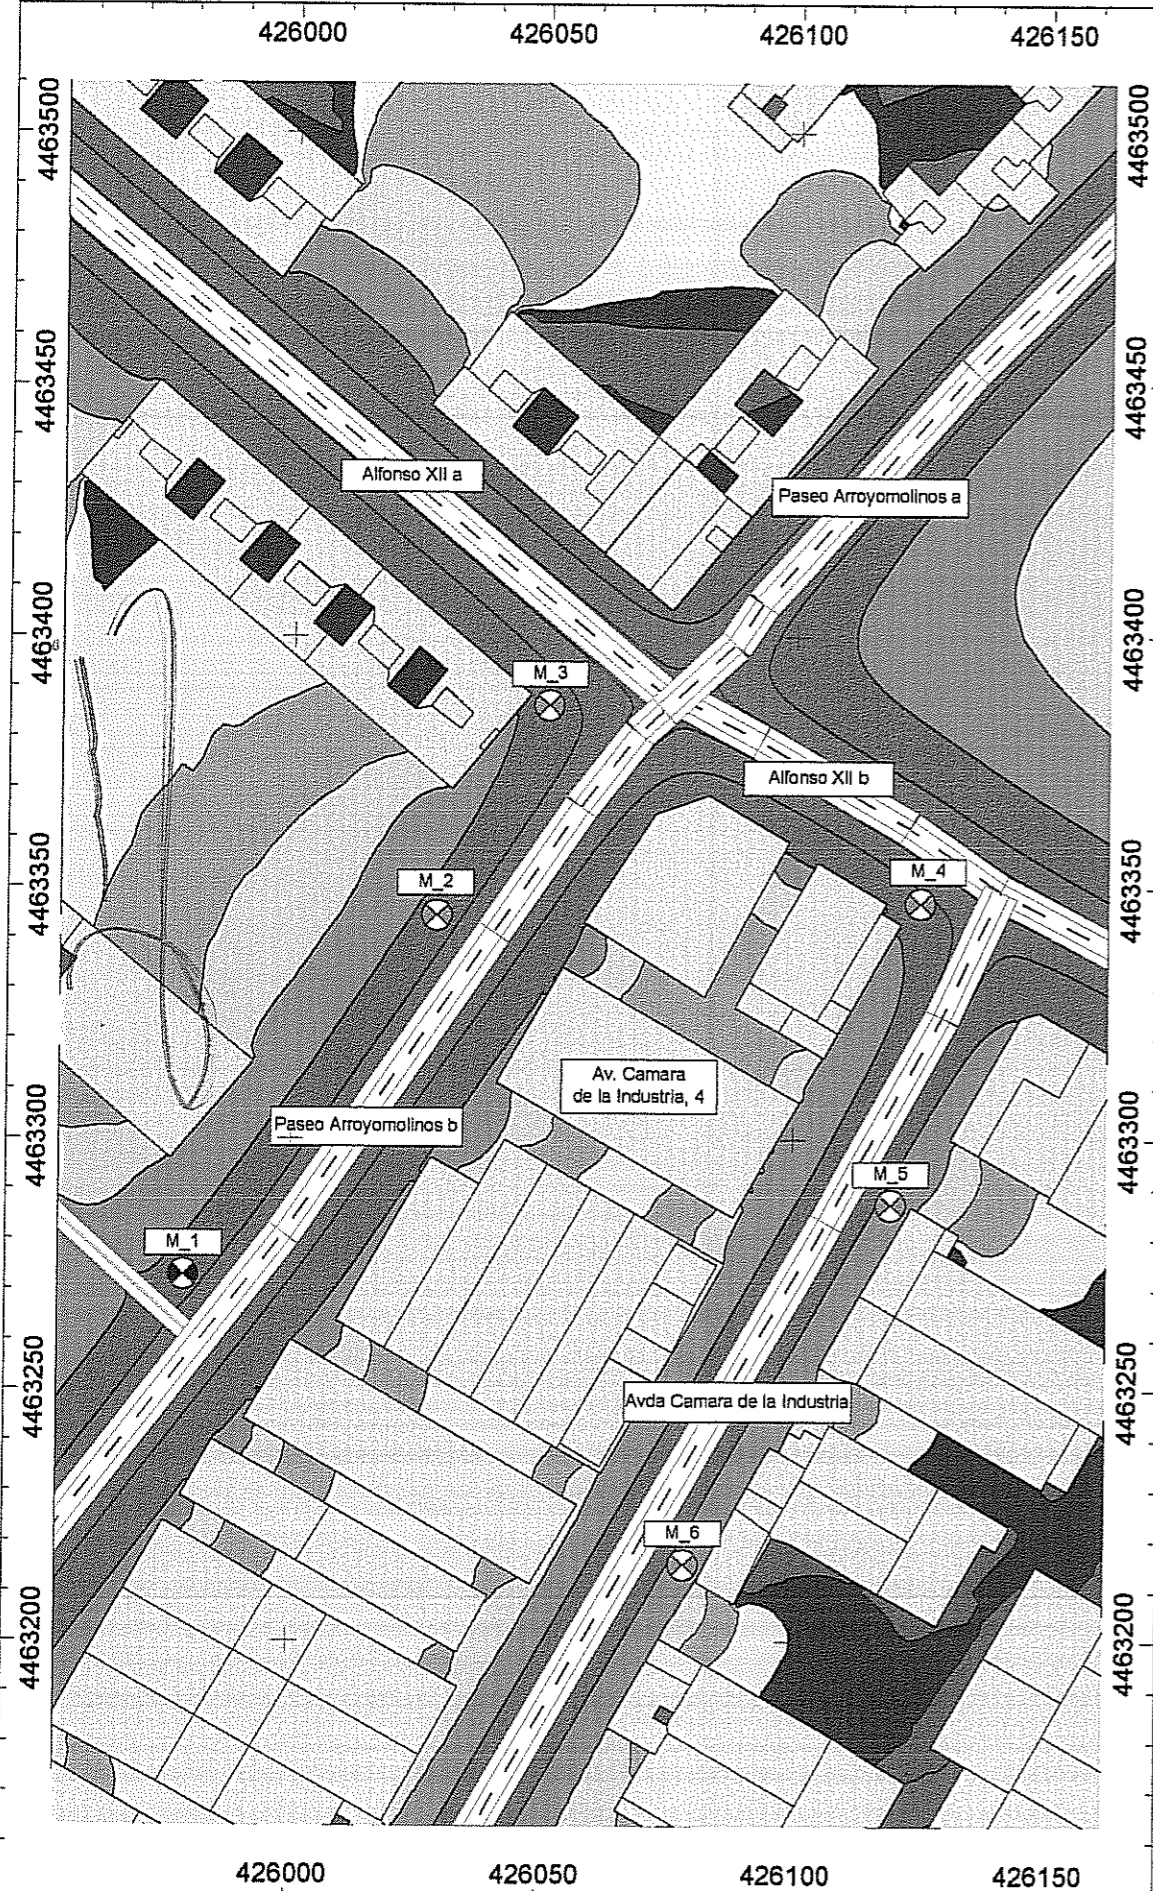 426000 426050 426100 426150
4463500
4463450
4463400
4463350
4463300
4463250
4463200
4463500
4463450
4463400
4463350
4463300
4463250
4463200
Alfonso XII a
Paseo Arroyomolinos a
M_3
Alfonso XII b
M_2
M_4
Av. Camara
de la Industria, 4
Paseo Arroyomolinos b
M_5
M_1
Avda Camara de la Industria
M_6
426000 426050 426100 426150